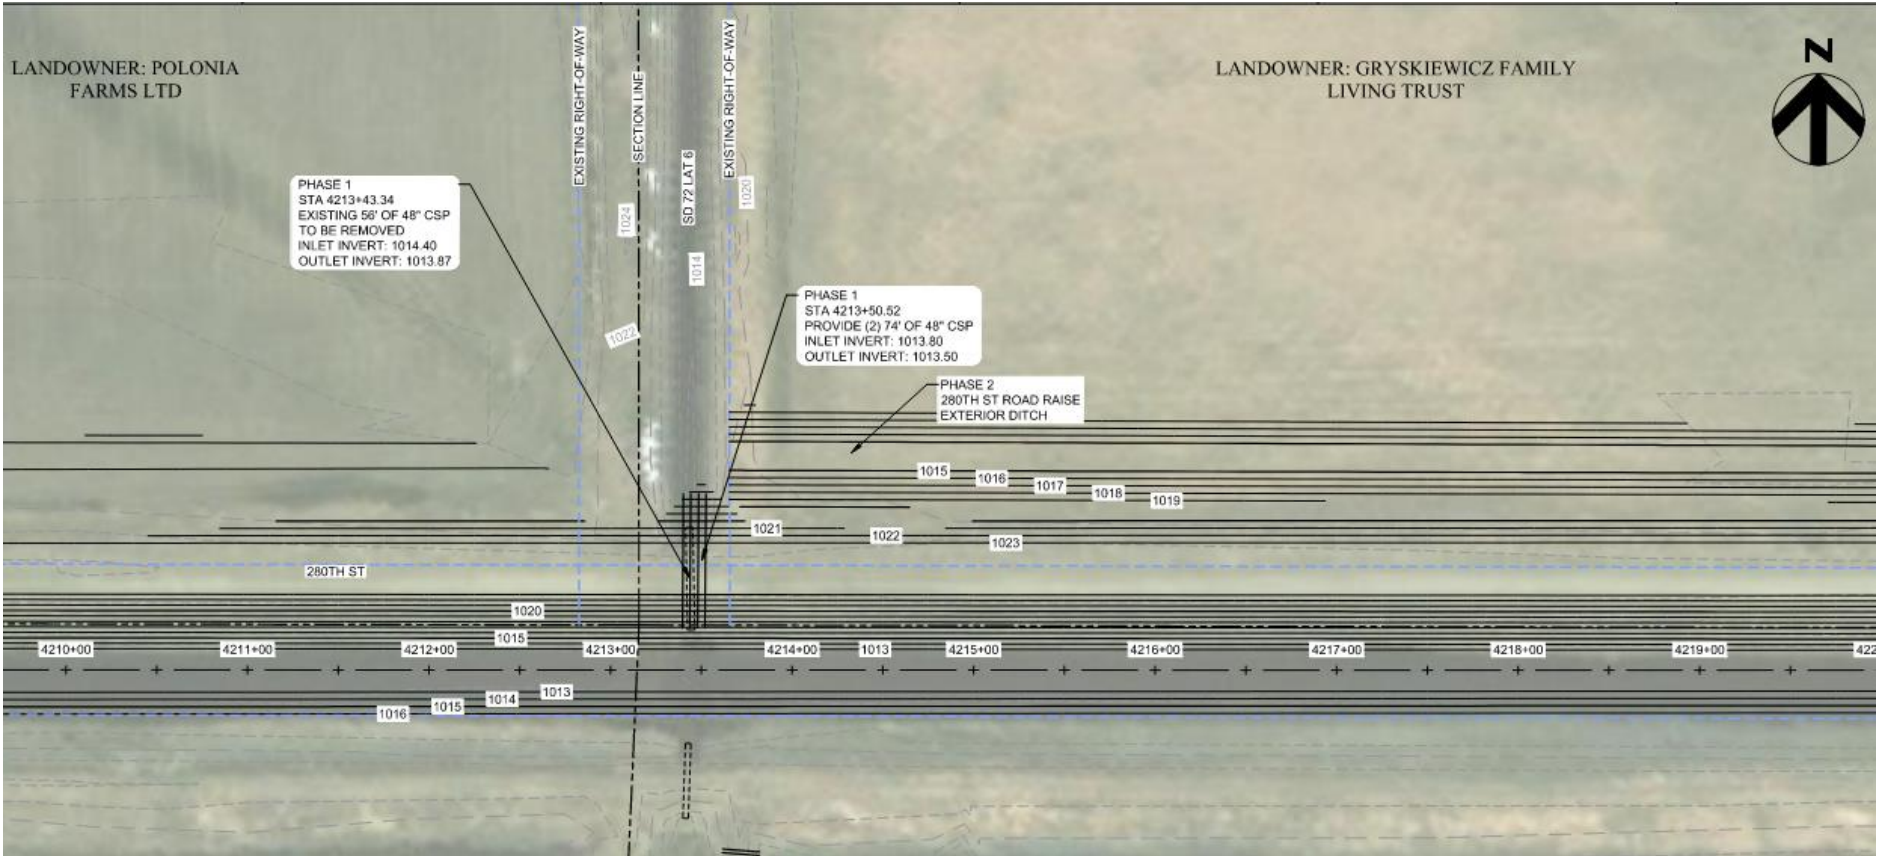 LANDOWNER: POLONIA
FARMS LTD
LANDOWNER: GRYSKIEWICZ FAMILY
LIVING TRUST
N
EXISTING RIGHT-OF-WAY
SECTION LINE
SD 72 LAT 6
EXISTING RIGHT-OF-WAY
1024
1014
1020
1022
PHASE 1
STA 4213+43.34
EXISTING 56' OF 48" CSP
TO BE REMOVED
INLET INVERT: 1014.40
OUTLET INVERT: 1013.87
PHASE 1
STA 4213+50.52
PROVIDE (2) 74' OF 48" CSP
INLET INVERT: 1013.80
OUTLET INVERT: 1013.50
PHASE 2
280TH ST ROAD RAISE
EXTERIOR DITCH
1015
1016
1017
1018
1019
1021
1022
1023
280TH ST
1020
1015
4210+00
4211+00
4212+00
4213+00
4214+00
1013
4215+00
4216+00
4217+00
4218+00
4219+00
422
1013
1014
1015
1016